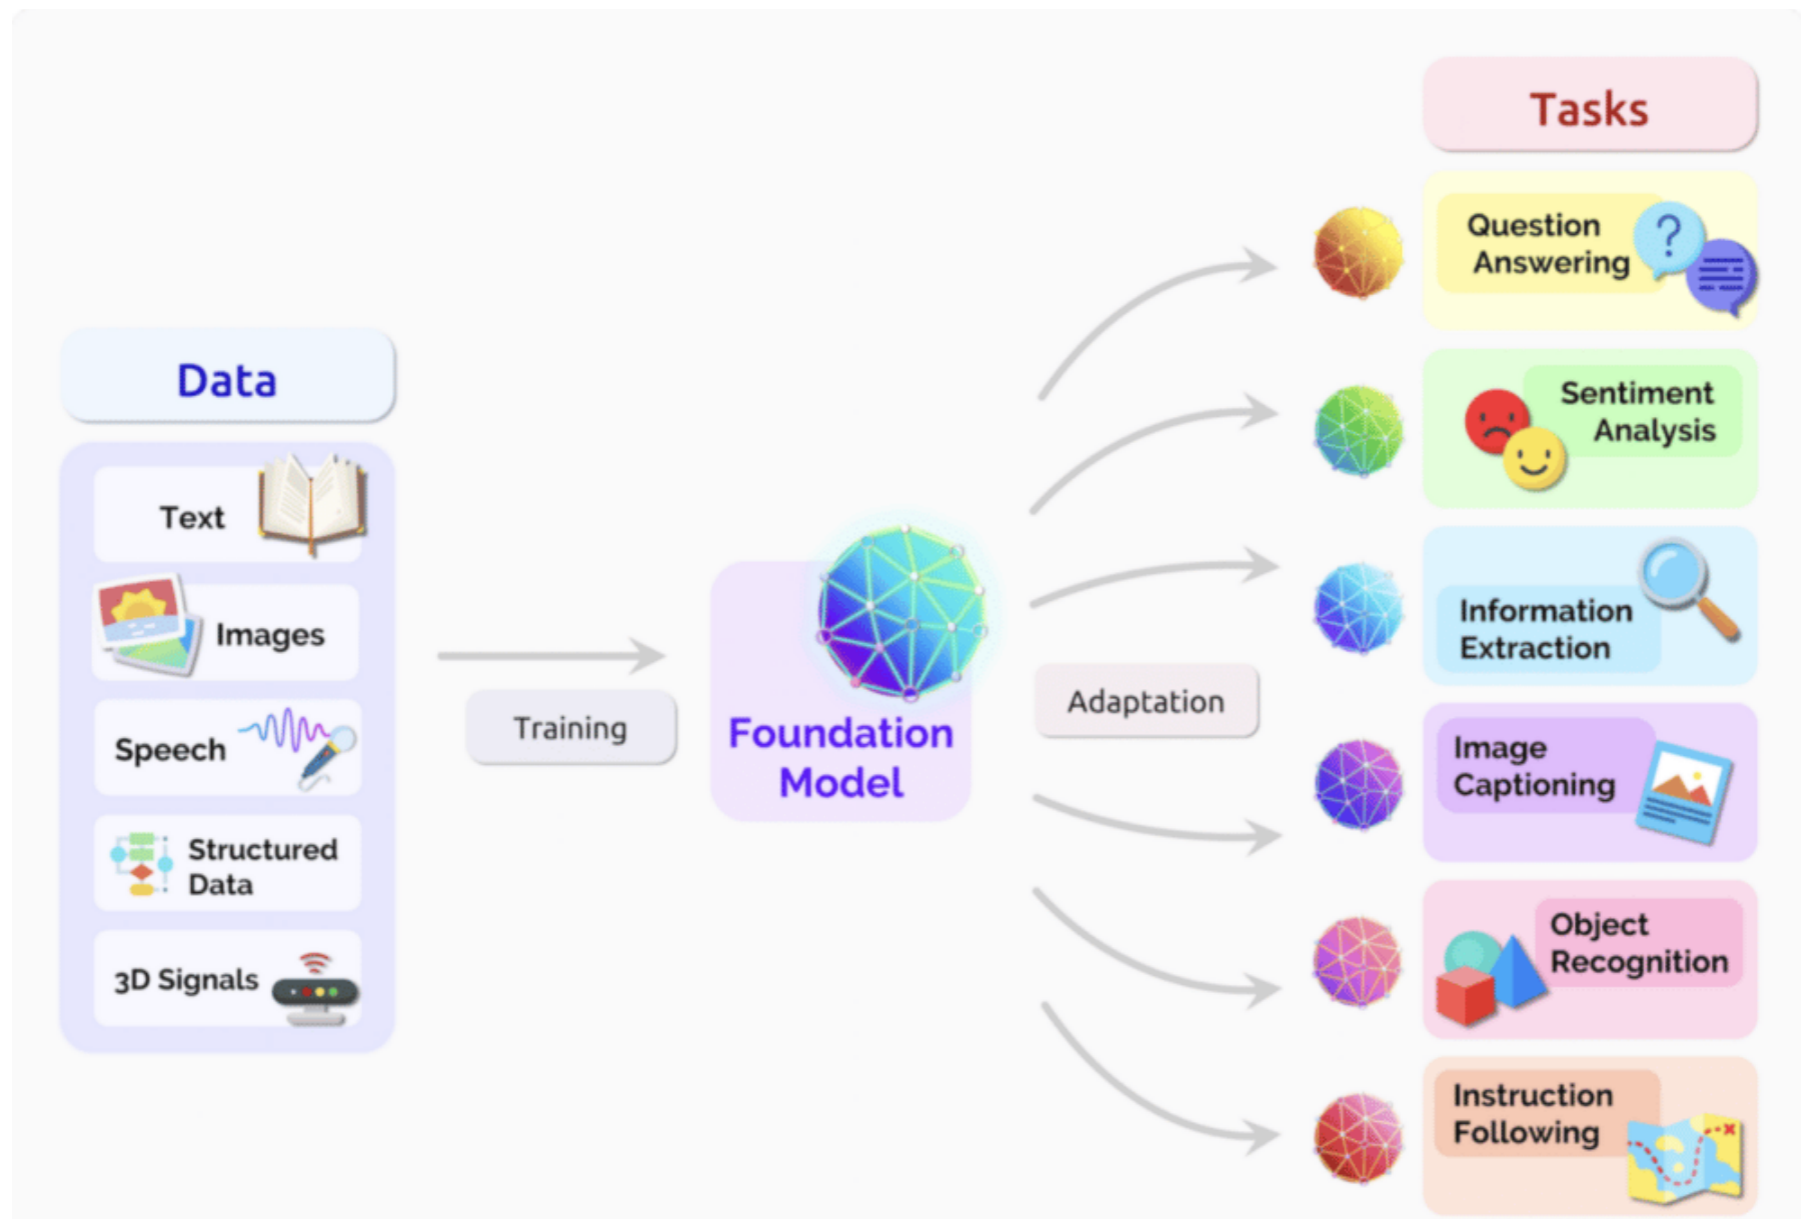 Data
Text
Images
Speech
Structured
Data
3D Signals
Training
Foundation
Model
Adaptation
Tasks
Question
Answering
?
Sentiment
Analysis
Information
Extraction
Image
Captioning
Object
Recognition
Instruction
Following